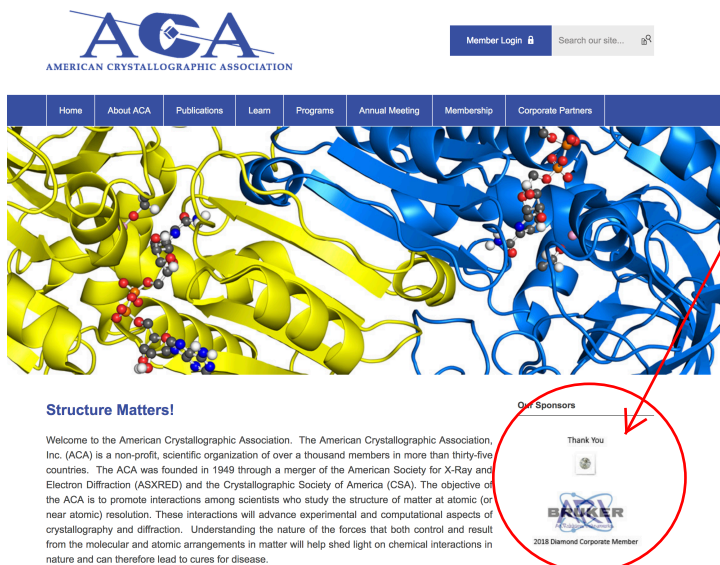 ACA
AMERICAN CRYSTALLOGRAPHIC ASSOCIATION
Member Login
Search our site...
Home
About ACA
Publications
Learn
Programs
Annual Meeting
Membership
Corporate Partners
Structure Matters!
Our Sponsors
Welcome to the American Crystallographic Association. The American Crystallographic Association,
Inc. (ACA) is a non-profit, scientific organization of over a thousand members in more than thirty-five
countries. The ACA was founded in 1949 through a merger of the American Society for X-Ray and
Electron Diffraction (ASXRED) and the Crystallographic Society of America (CSA). The objective of
the ACA is to promote interactions among scientists who study the structure of matter at atomic (or
near atomic) resolution. These interactions will advance experimental and computational aspects of
crystallography and diffraction. Understanding the nature of the forces that both control and result
from the molecular and atomic arrangements in matter will help shed light on chemical interactions in
nature and can therefore lead to cures for disease.
Thank You
BRUKER
2018 Diamond Corporate Member